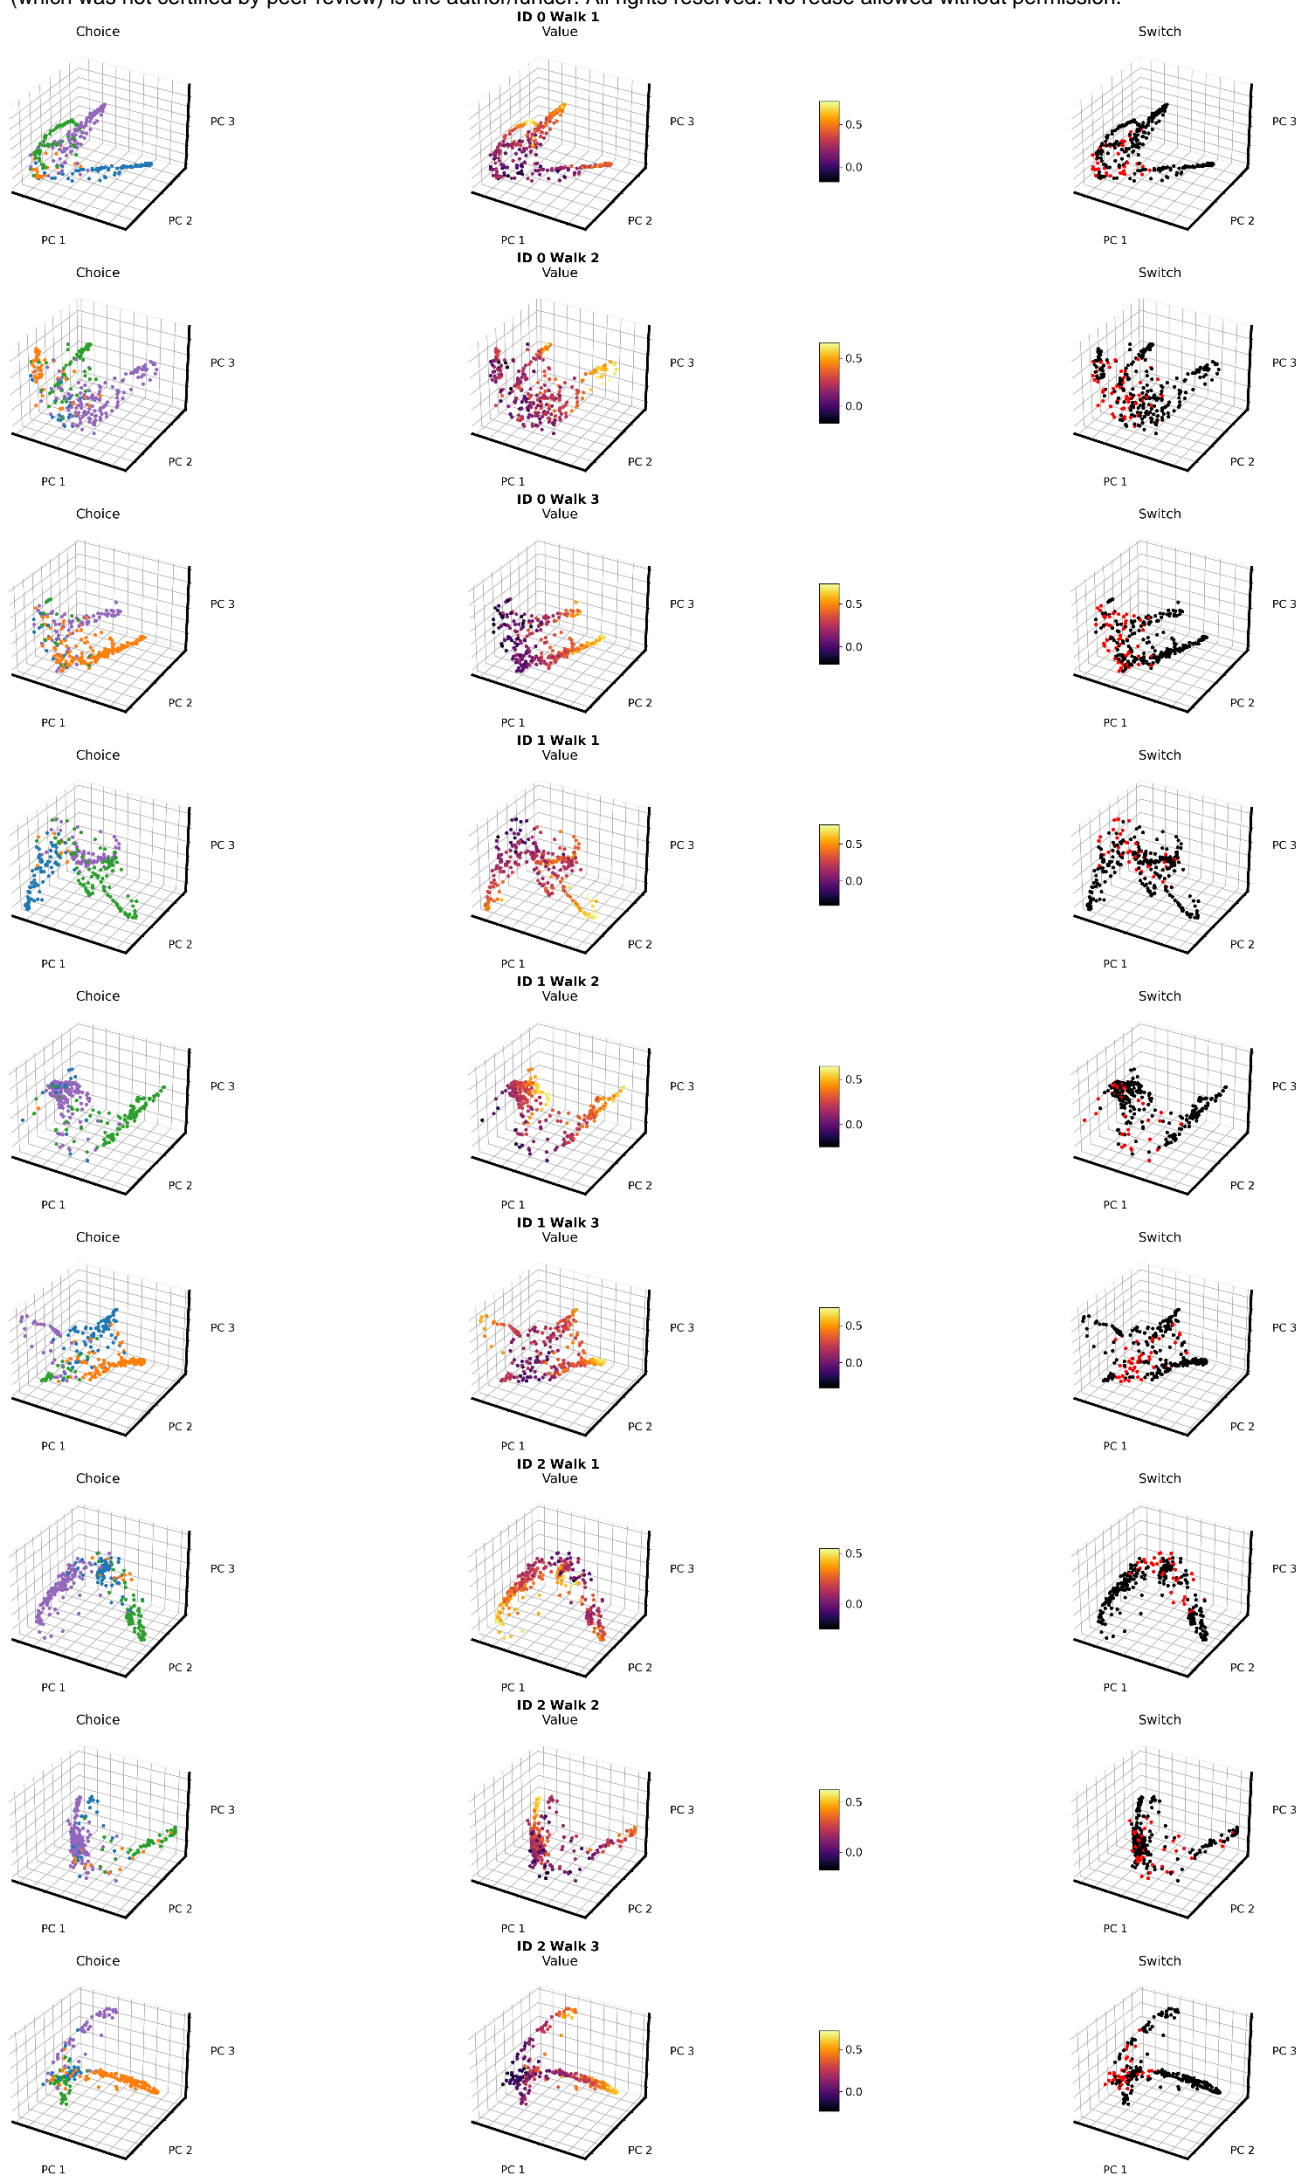 (which was not certified by peer review) is the author/funder. All rights reserved. No reuse allowed without permission.
ID 0 Walk 1
Choice Value Switch
PC 3 0.5 PC 3 PC 3
0.0
PC 2 PC 2 PC 2
PC 1 PC 1 PC 1
ID 0 Walk 2
Choice Value Switch
PC 3 PC 3 0.5 PC 3
0.0
PC 2 PC 2 PC 2
PC 1 PC 1 PC 1
ID 0 Walk 3
Choice Value Switch
PC 3 PC 3 0.5 PC 3
0.0
PC 2 PC 2 PC 2
PC 1 PC 1 PC 1
ID 1 Walk 1
Choice Value Switch
PC 3 PC 3 0.5 PC 3
0.0
PC 2 PC 2 PC 2
PC 1 PC 1 PC 1
ID 1 Walk 2
Choice Value Switch
PC 3 PC 3 0.5 PC 3
0.0
PC 2 PC 2 PC 2
PC 1 PC 1 PC 1
ID 1 Walk 3
Choice Value Switch
PC 3 PC 3 0.5 PC 3
0.0
PC 2 PC 2 PC 2
PC 1 PC 1 PC 1
ID 2 Walk 1
Choice Value Switch
PC 3 PC 3 0.5 PC 3
0.0
PC 2 PC 2 PC 2
PC 1 PC 1 PC 1
ID 2 Walk 2
Choice Value Switch
PC 3 PC 3 0.5 PC 3
0.0
PC 2 PC 2 PC 2
PC 1 PC 1 PC 1
ID 2 Walk 3
Choice Value Switch
PC 3 PC 3 0.5 PC 3
0.0
PC 2 PC 2 PC 2
PC 1 PC 1 PC 1